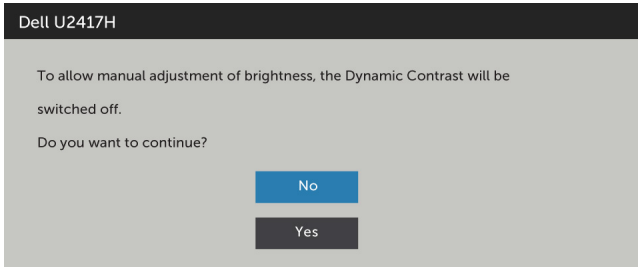 Dell U2417H
To allow manual adjustment of brightness, the Dynamic Contrast will be
switched off.
Do you want to continue?
No
Yes